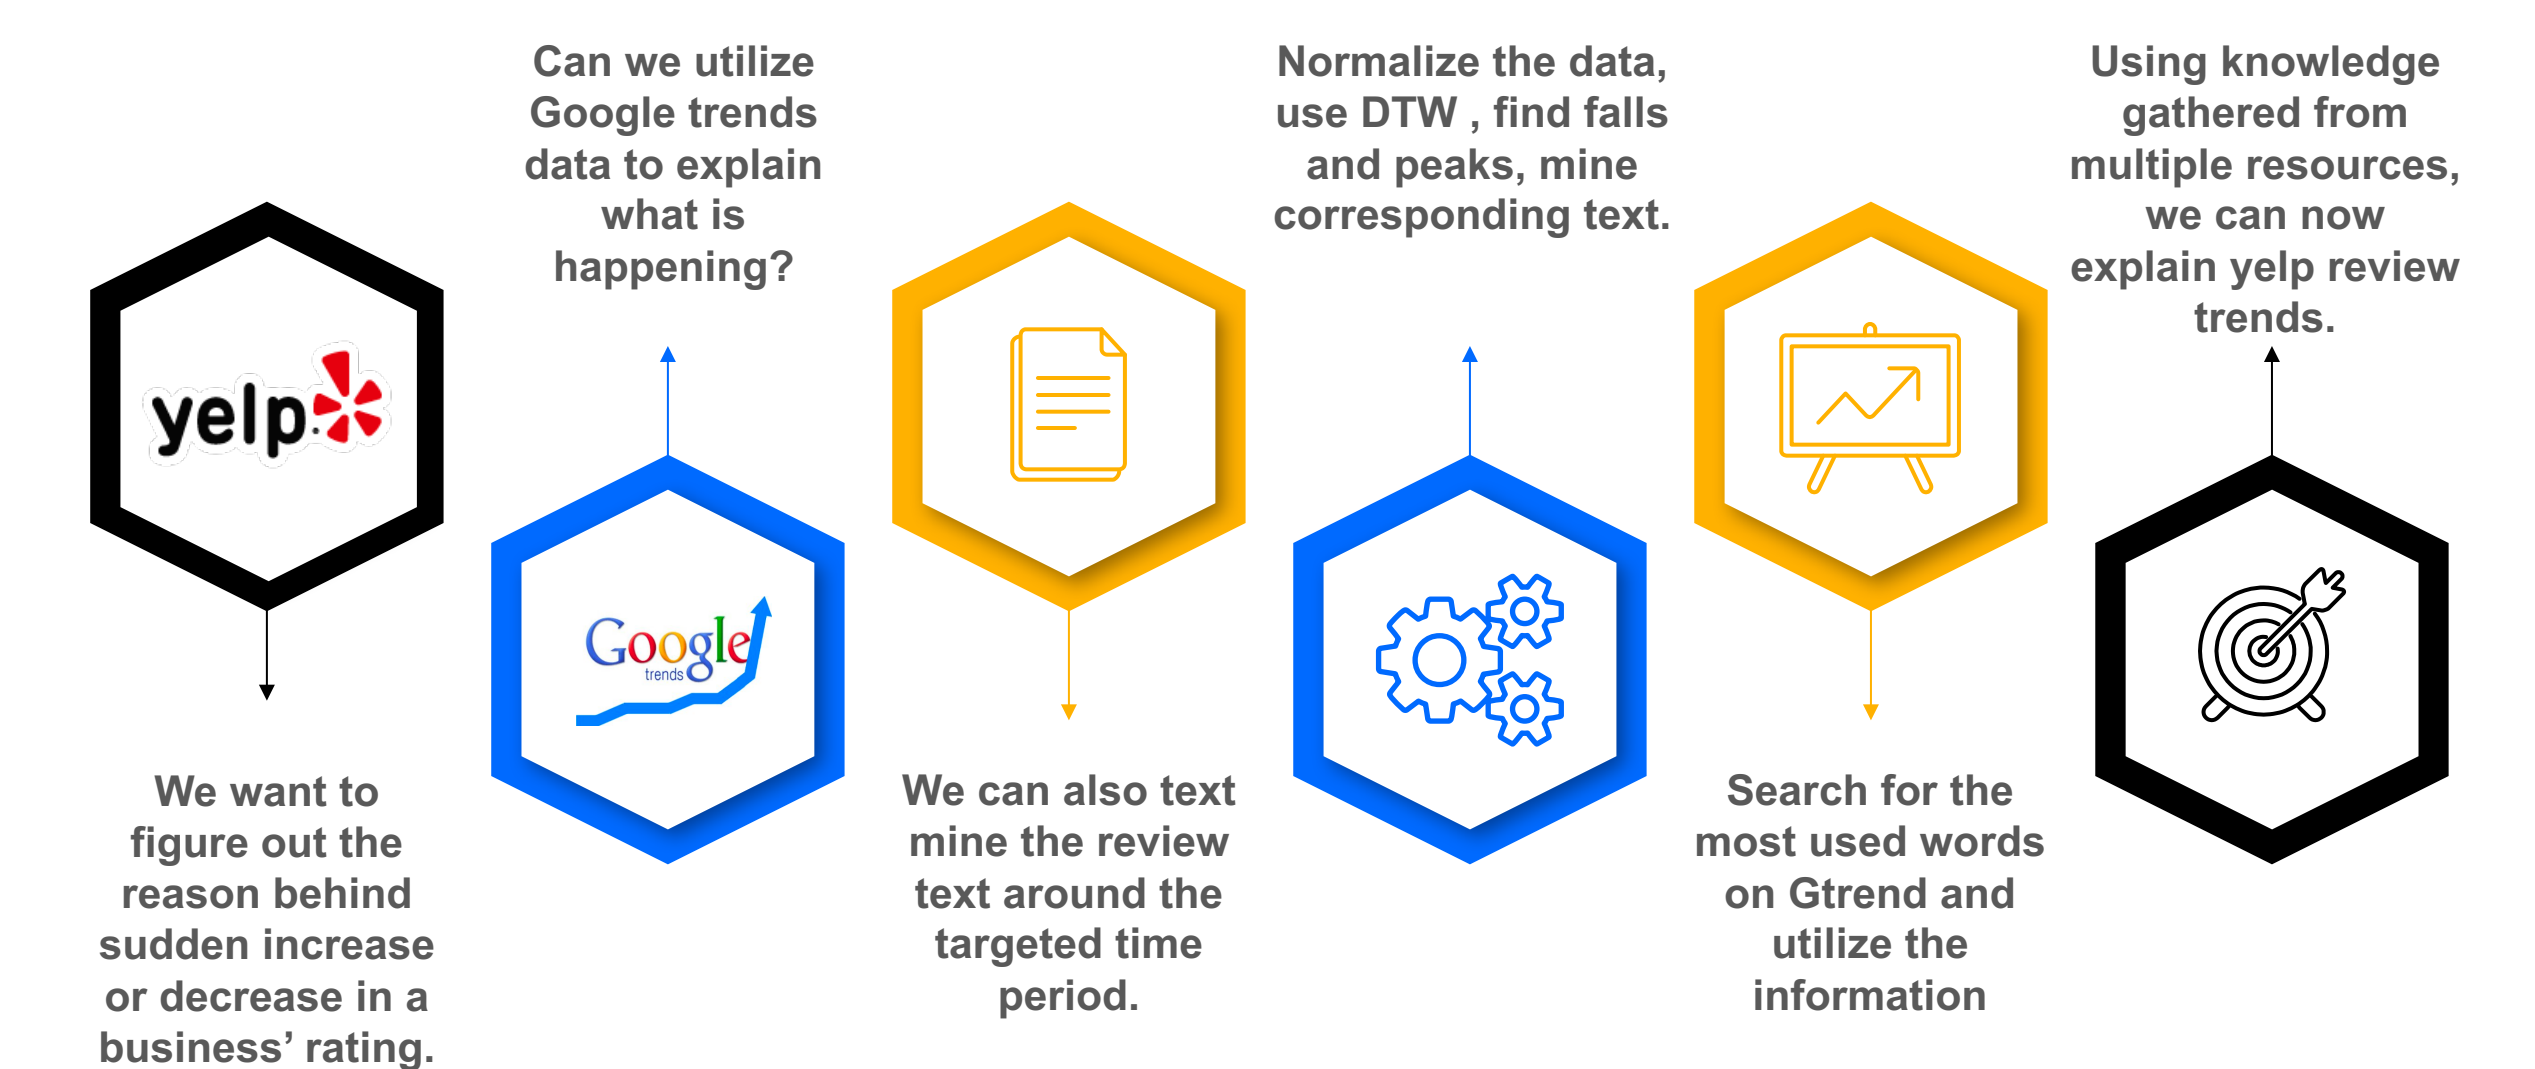 yelp
We want to
figure out the
reason behind
sudden increase
or decrease in a
business’ rating.
Can we utilize
Google trends
data to explain
what is
happening?
Google
trends
We can also text
mine the review
text around the
targeted time
period.
Normalize the data,
use DTW , find falls
and peaks, mine
corresponding text.
Search for the
most used words
on Gtrend and
utilize the
information
Using knowledge
gathered from
multiple resources,
we can now
explain yelp review
trends.